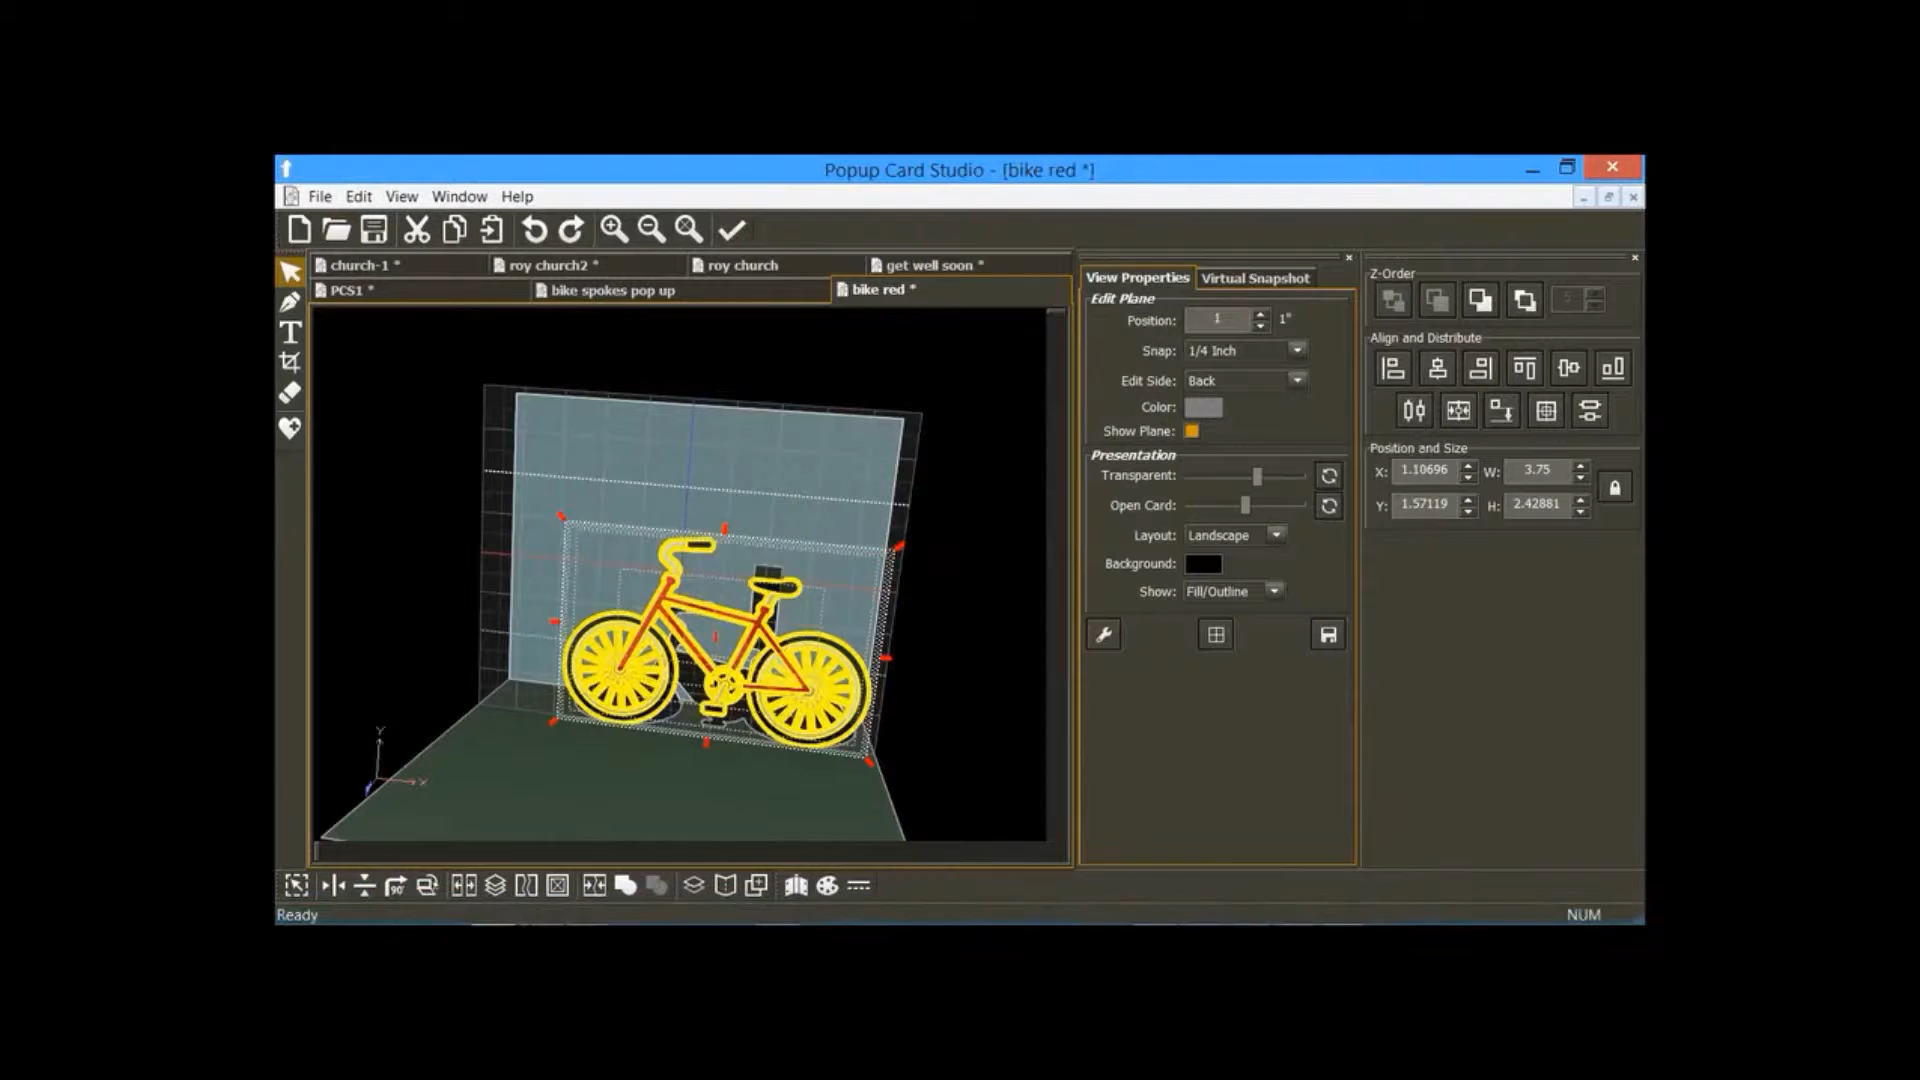 Popup Card Studio - [bike red *]
File Edit View Window Help
church-1 * roy church2 * roy church get well soon *
PCS1 * bike spokes pop up bike red *
View Properties Virtual Snapshot
Edit Plane
Position: 1 1"
Snap: 1/4 Inch
Edit Side: Back
Color:
Show Plane:
Presentation
Transparent:
Open Card:
Layout: Landscape
Background:
Show: Fill/Outline
Z-Order
5
Align and Distribute
Position and Size
X: 1.10696 W: 3.75
Y: 1.57119 H: 2.42881
Y
X
90°
Ready NUM